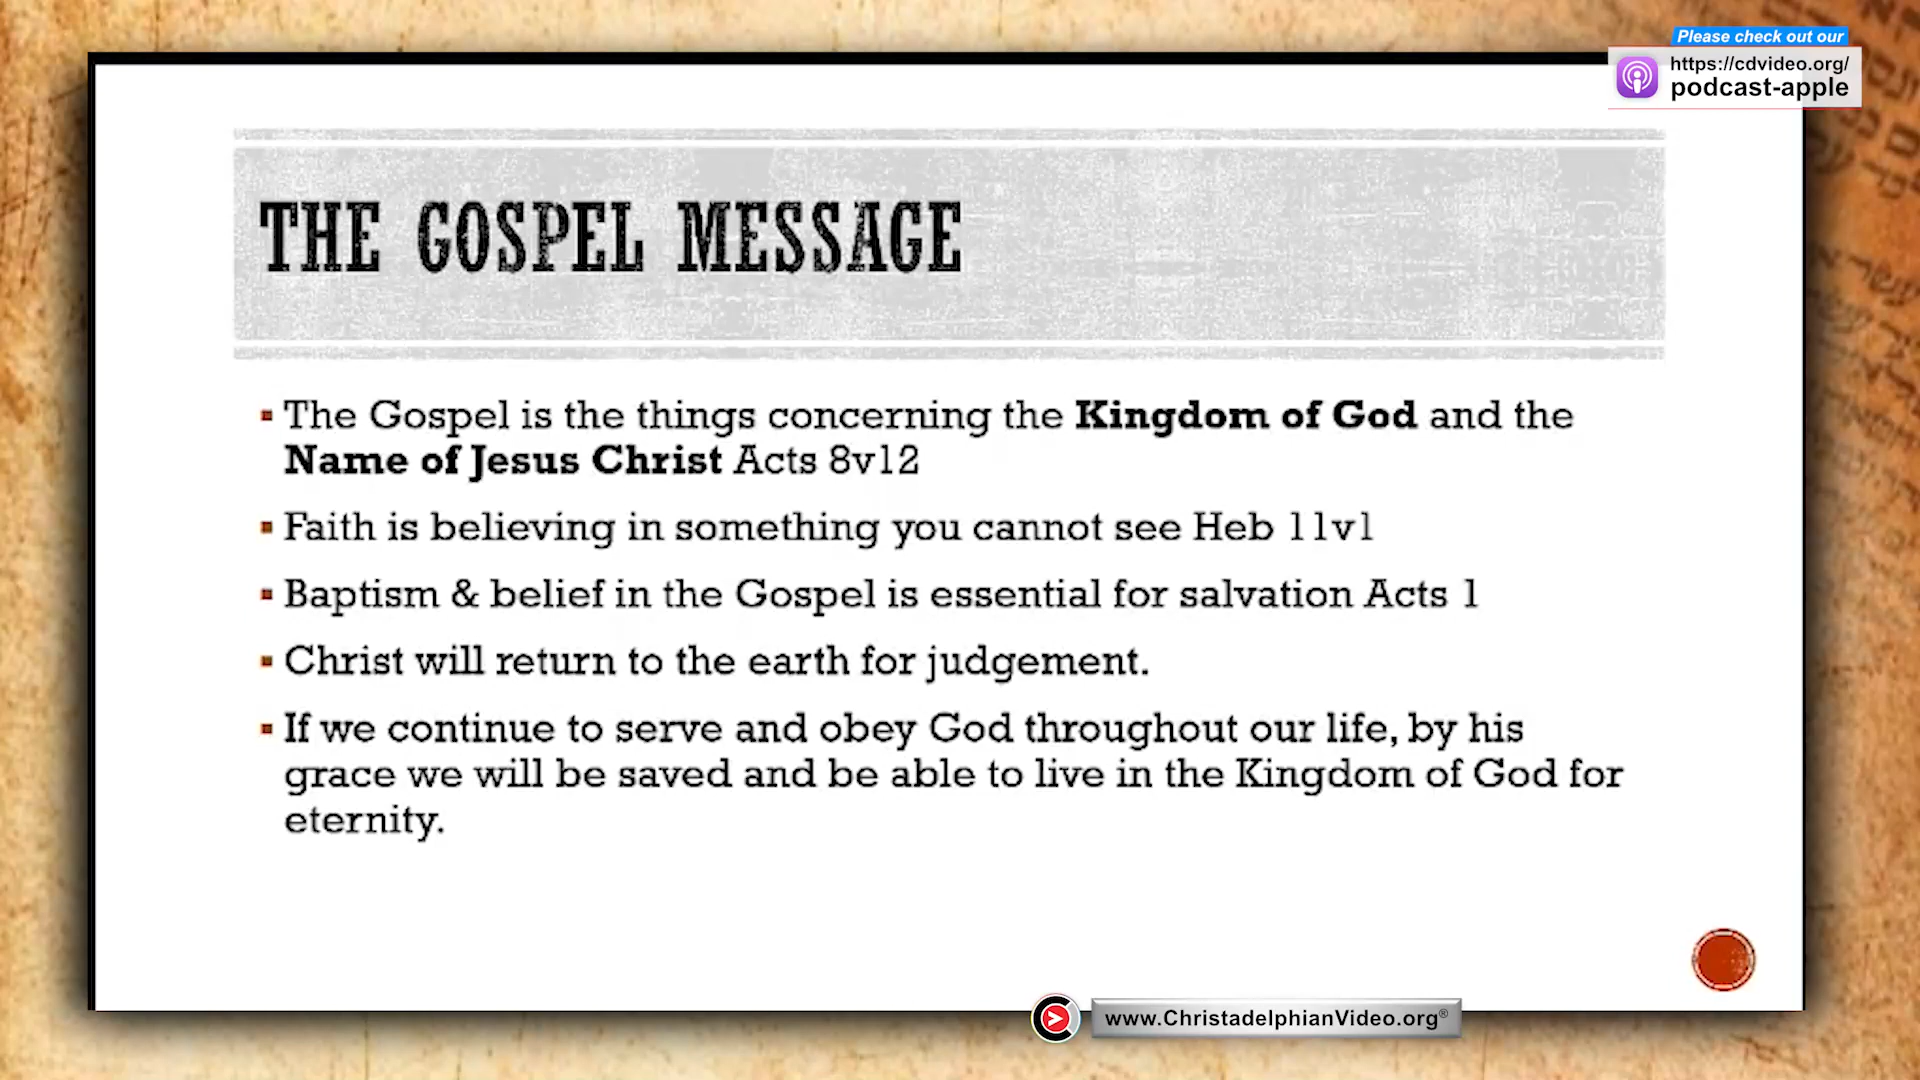 Please check out our
https://cdvideo.org/
podcast-apple
THE GOSPEL MESSAGE
▪ The Gospel is the things concerning the Kingdom of God and the
Name of Jesus Christ Acts 8v12
▪ Faith is believing in something you cannot see Heb 11v1
▪ Baptism & belief in the Gospel is essential for salvation Acts 1
▪ Christ will return to the earth for judgement.
▪ If we continue to serve and obey God throughout our life, by his
grace we will be saved and be able to live in the Kingdom of God for
eternity.
www.ChristadelphianVideo.org®